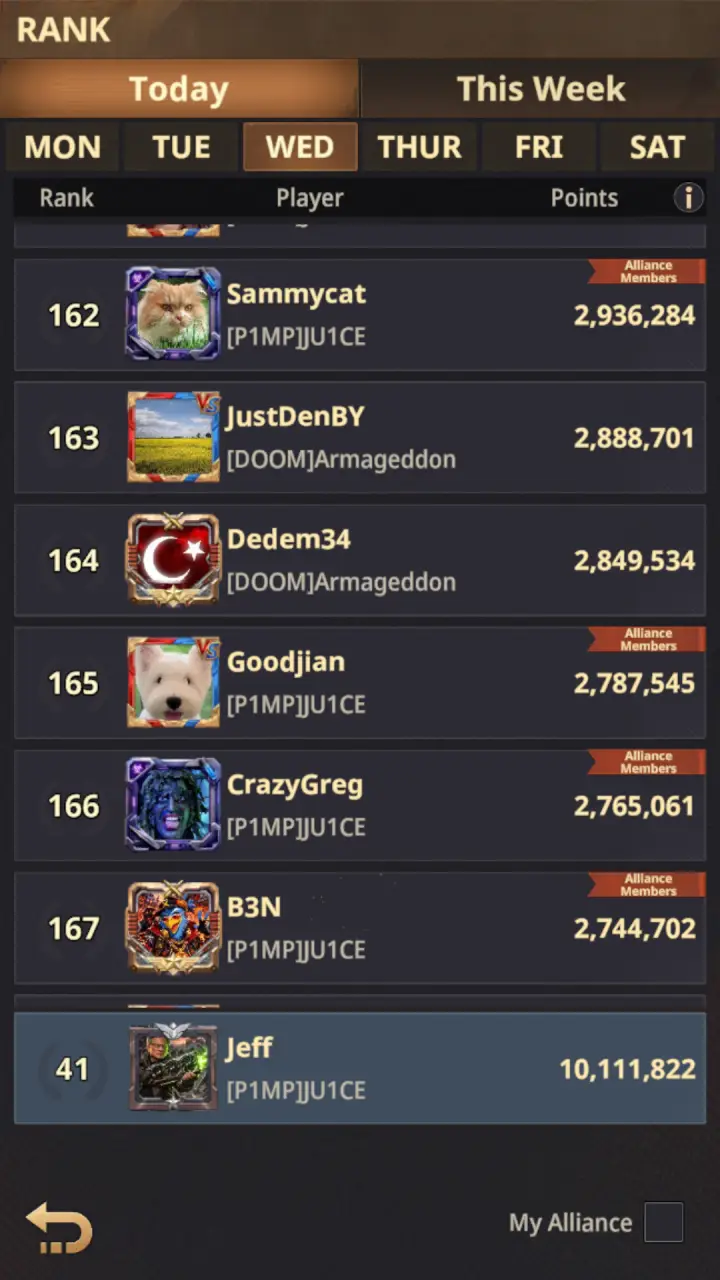 RANK
Today
This Week
MON
TUE
WED
THUR
FRI
SAT
Rank
Player
Points
i
Alliance
Members
162
Sammycat
2,936,284
[P1MP]JU1CE
VS
163
JustDenBY
2,888,701
[DOOM]Armageddon
164
Dedem34
2,849,534
[DOOM]Armageddon
Alliance
Members
VS
165
Goodjian
2,787,545
[P1MP]JU1CE
Alliance
Members
166
CrazyGreg
2,765,061
[P1MP]JU1CE
Alliance
Members
167
B3N
2,744,702
[P1MP]JU1CE
41
Jeff
10,111,822
[P1MP]JU1CE
My Alliance